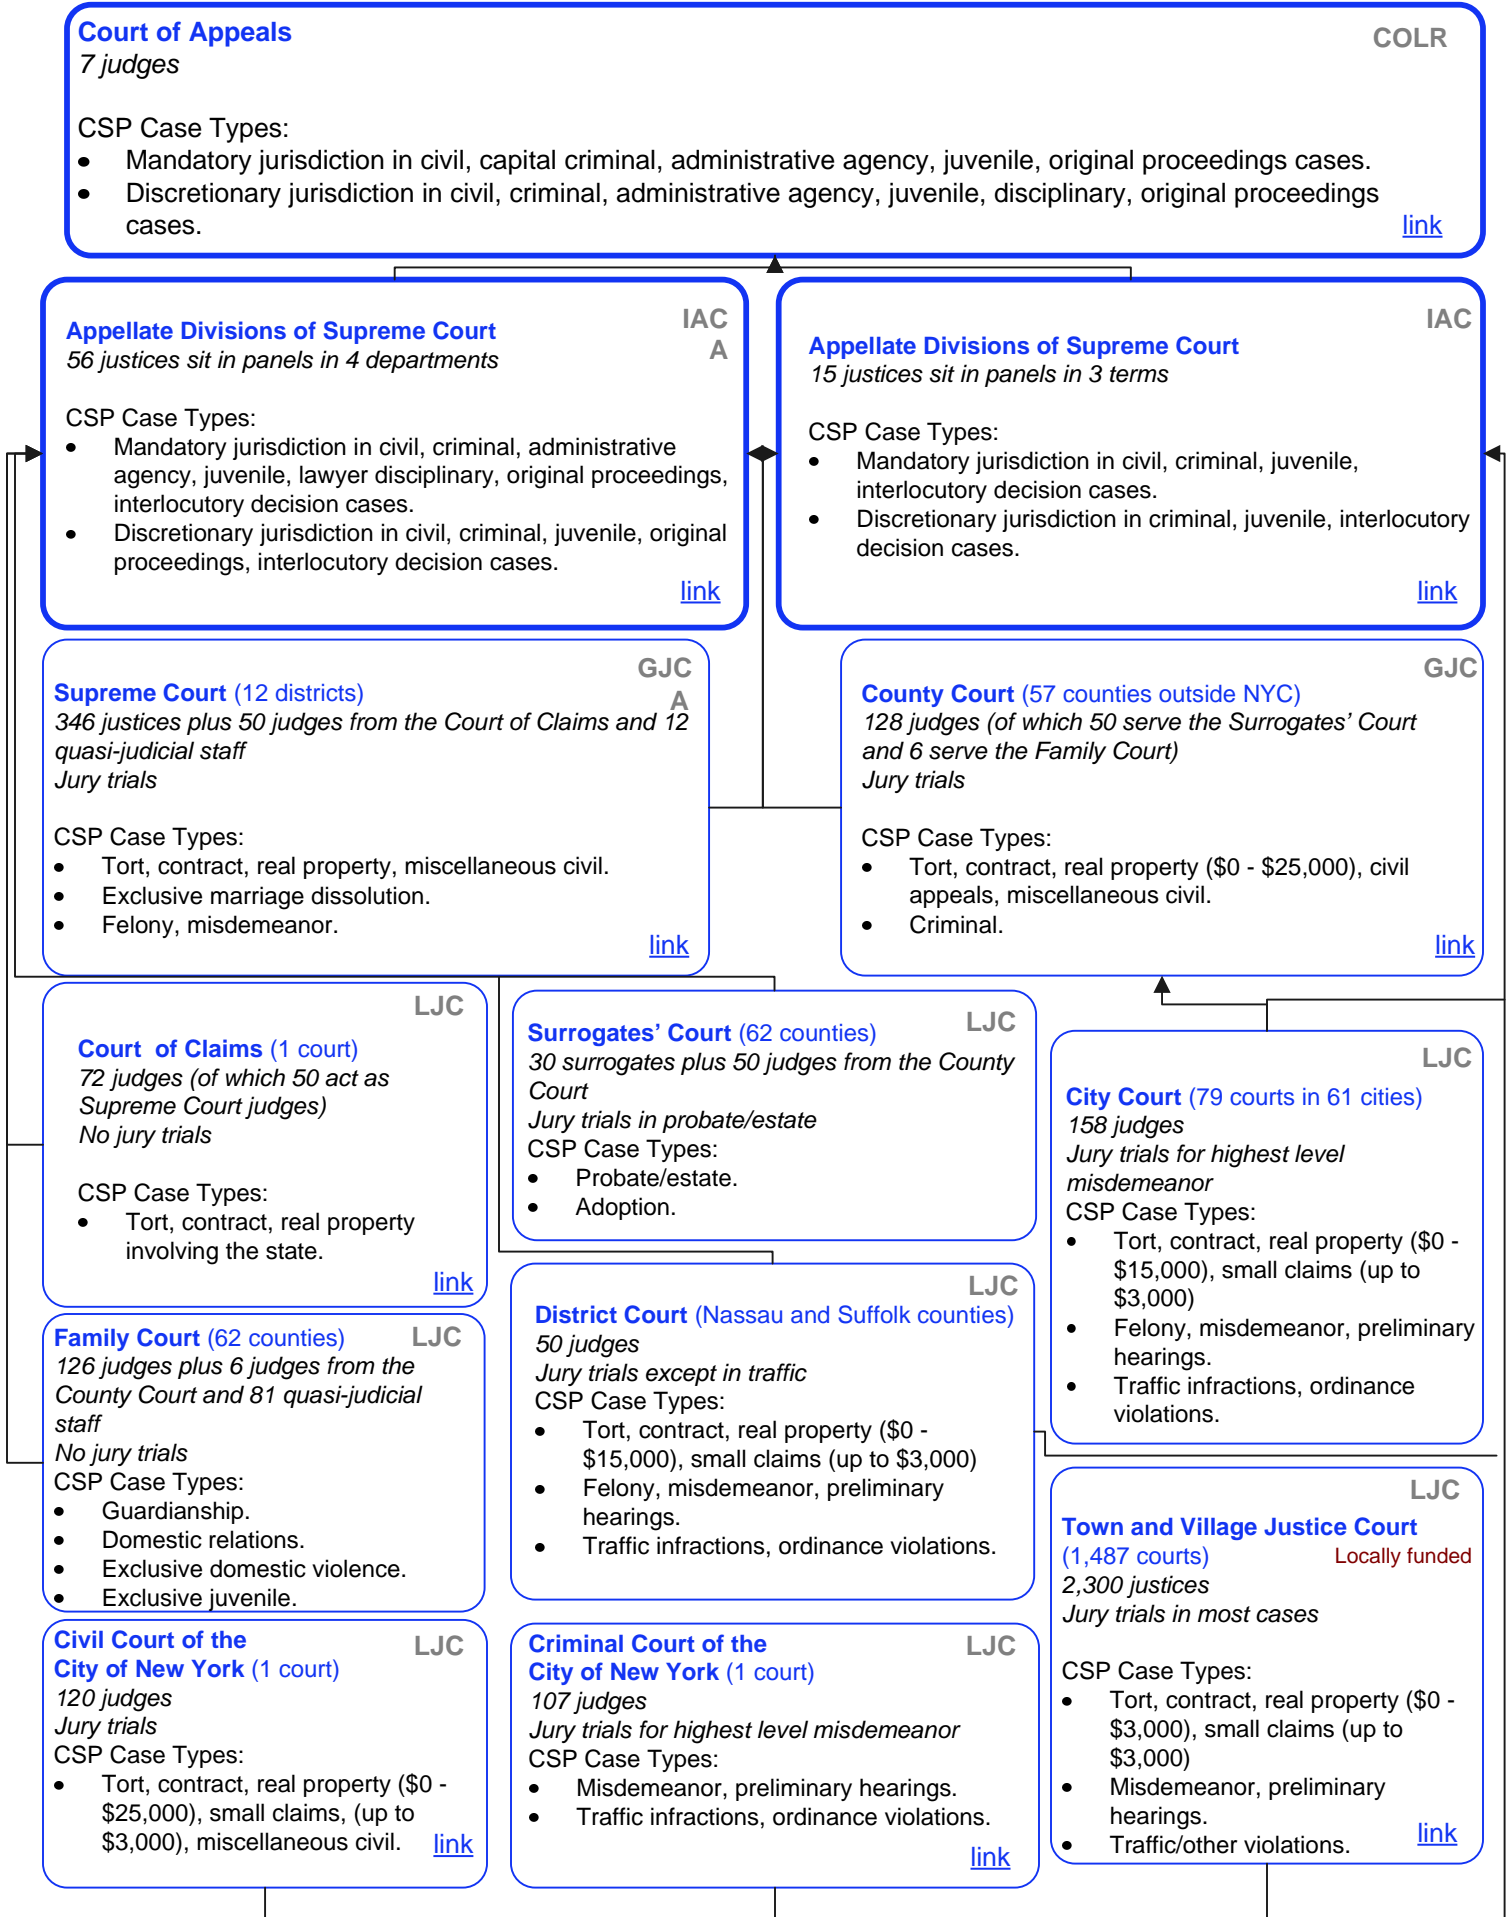 Court of Appeals
COLR
7 judges
CSP Case Types:
• Mandatory jurisdiction in civil, capital criminal, administrative agency, juvenile, original proceedings cases.
• Discretionary jurisdiction in civil, criminal, administrative agency, juvenile, disciplinary, original proceedings
cases.
link
IAC
A
Appellate Divisions of Supreme Court
56 justices sit in panels in 4 departments
CSP Case Types:
• Mandatory jurisdiction in civil, criminal, administrative
agency, juvenile, lawyer disciplinary, original proceedings,
interlocutory decision cases.
• Discretionary jurisdiction in civil, criminal, juvenile, original
proceedings, interlocutory decision cases.
link
IAC
Appellate Divisions of Supreme Court
15 justices sit in panels in 3 terms
CSP Case Types:
• Mandatory jurisdiction in civil, criminal, juvenile,
interlocutory decision cases.
• Discretionary jurisdiction in criminal, juvenile, interlocutory
decision cases.
link
GJC
A
Supreme Court (12 districts)
346 justices plus 50 judges from the Court of Claims and 12
quasi-judicial staff
Jury trials
CSP Case Types:
• Tort, contract, real property, miscellaneous civil.
• Exclusive marriage dissolution.
• Felony, misdemeanor.
link
GJC
County Court (57 counties outside NYC)
128 judges (of which 50 serve the Surrogates' Court
and 6 serve the Family Court)
Jury trials
CSP Case Types:
• Tort, contract, real property ($0 - $25,000), civil
appeals, miscellaneous civil.
• Criminal.
link
LJC
Court of Claims (1 court)
72 judges (of which 50 act as
Supreme Court judges)
No jury trials
CSP Case Types:
• Tort, contract, real property
involving the state.
link
LJC
Surrogates' Court (62 counties)
30 surrogates plus 50 judges from the County
Court
Jury trials in probate/estate
CSP Case Types:
• Probate/estate.
• Adoption.
LJC
City Court (79 courts in 61 cities)
158 judges
Jury trials for highest level
misdemeanor
CSP Case Types:
• Tort, contract, real property ($0 -
$15,000), small claims (up to
$3,000)
• Felony, misdemeanor, preliminary
hearings.
• Traffic infractions, ordinance
violations.
Family Court (62 counties)
LJC
126 judges plus 6 judges from the
County Court and 81 quasi-judicial
staff
No jury trials
CSP Case Types:
• Guardianship.
• Domestic relations.
• Exclusive domestic violence.
• Exclusive juvenile.
LJC
District Court (Nassau and Suffolk counties)
50 judges
Jury trials except in traffic
CSP Case Types:
• Tort, contract, real property ($0 -
$15,000), small claims (up to $3,000)
• Felony, misdemeanor, preliminary
hearings.
• Traffic infractions, ordinance violations.
LJC
Town and Village Justice Court
(1,487 courts)
Locally funded
2,300 justices
Jury trials in most cases
CSP Case Types:
• Tort, contract, real property ($0 -
$3,000), small claims (up to
$3,000)
• Misdemeanor, preliminary
hearings.
• Traffic/other violations.
link
Civil Court of the
LJC
City of New York (1 court)
120 judges
Jury trials
CSP Case Types:
• Tort, contract, real property ($0 -
$25,000), small claims, (up to
$3,000), miscellaneous civil.
link
Criminal Court of the
LJC
City of New York (1 court)
107 judges
Jury trials for highest level misdemeanor
CSP Case Types:
• Misdemeanor, preliminary hearings.
• Traffic infractions, ordinance violations.
link